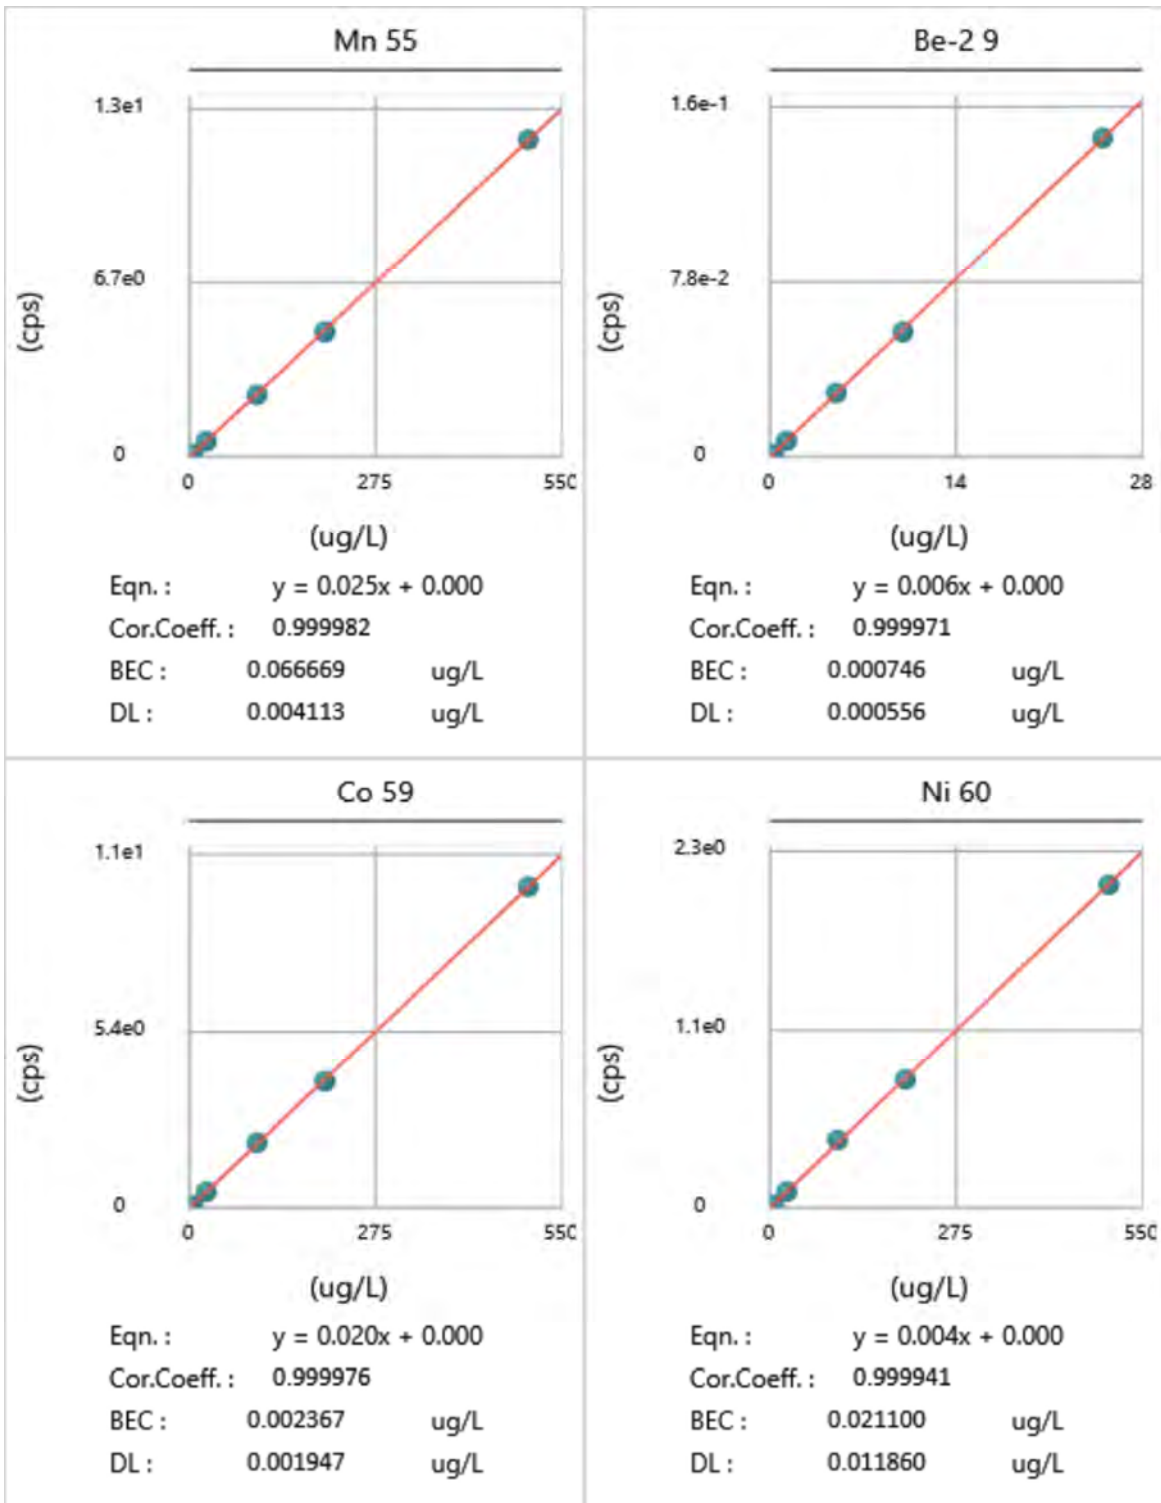 Mn 55
1.3e1
6.7e0
0
0 275 550
(cps)
(ug/L)
Eqn. : y = 0.025x + 0.000
Cor.Coeff. : 0.999982
BEC : 0.066669 ug/L
DL : 0.004113 ug/L
Be-2 9
1.6e-1
7.8e-2
0
0 14 28
(cps)
(ug/L)
Eqn. : y = 0.006x + 0.000
Cor.Coeff. : 0.999971
BEC : 0.000746 ug/L
DL : 0.000556 ug/L
Co 59
1.1e1
5.4e0
0
0 275 550
(cps)
(ug/L)
Eqn. : y = 0.020x + 0.000
Cor.Coeff. : 0.999976
BEC : 0.002367 ug/L
DL : 0.001947 ug/L
Ni 60
2.3e0
1.1e0
0
0 275 550
(cps)
(ug/L)
Eqn. : y = 0.004x + 0.000
Cor.Coeff. : 0.999941
BEC : 0.021100 ug/L
DL : 0.011860 ug/L